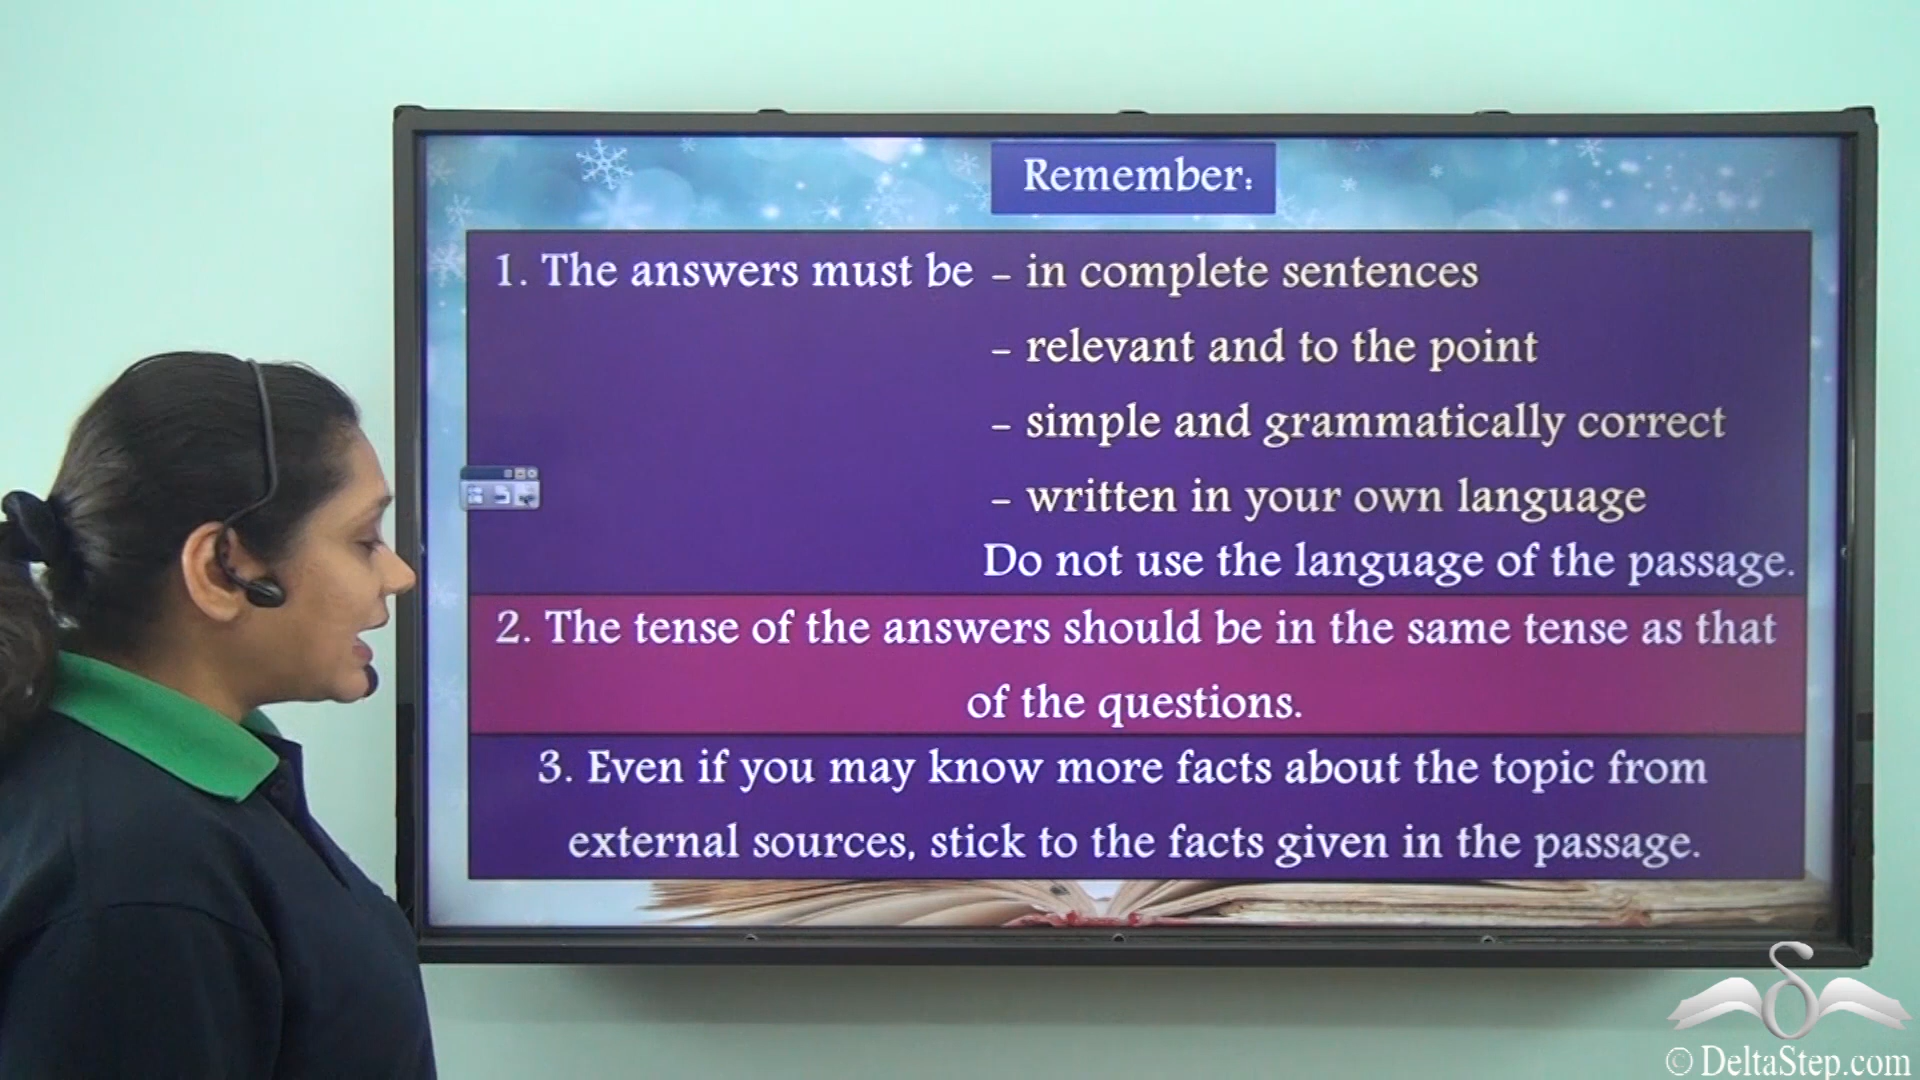 Remember:
1. The answers must be – in complete sentences
– relevant and to the point
– simple and grammatically correct
– written in your own language
Do not use the language of the passage.
2. The tense of the answers should be in the same tense as that
of the questions.
3. Even if you may know more facts about the topic from
external sources, stick to the facts given in the passage.
© DeltaStep.com